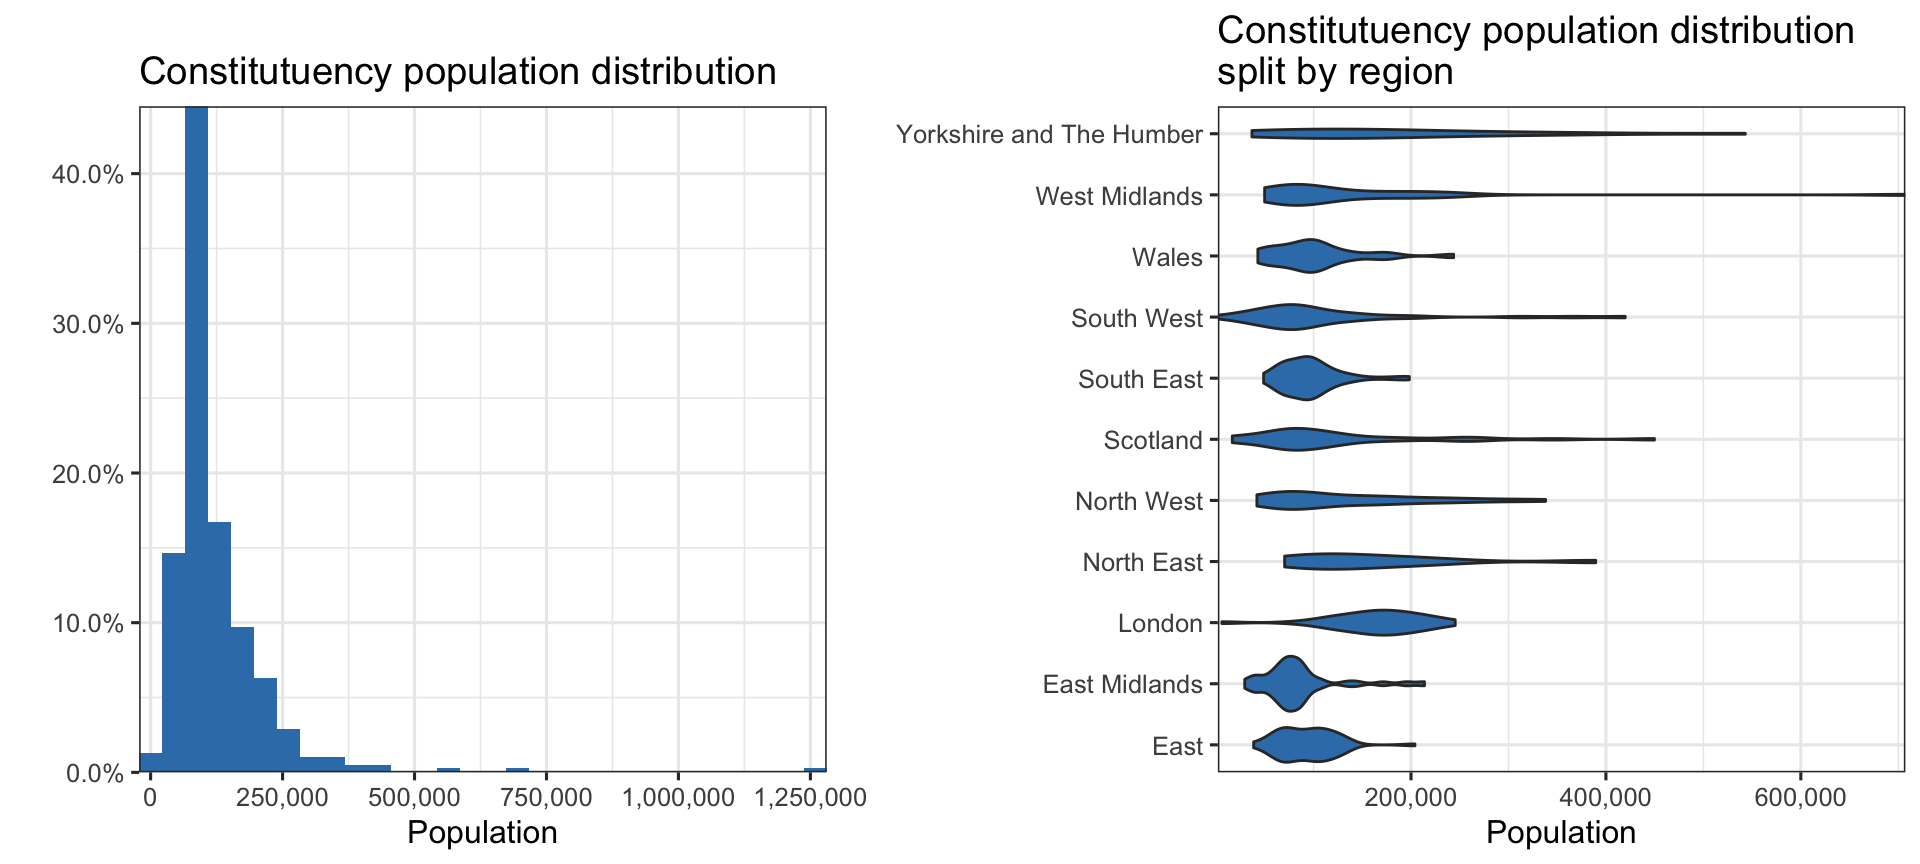 Constitutuency population distribution
40.0%
30.0%
20.0%
10.0%
0.0%
0 250,000 500,000 750,000 1,000,000 1,250,000
Population
Constitutuency population distribution
split by region
Yorkshire and The Humber
West Midlands
Wales
South West
South East
Scotland
North West
North East
London
East Midlands
East
200,000 400,000 600,000
Population